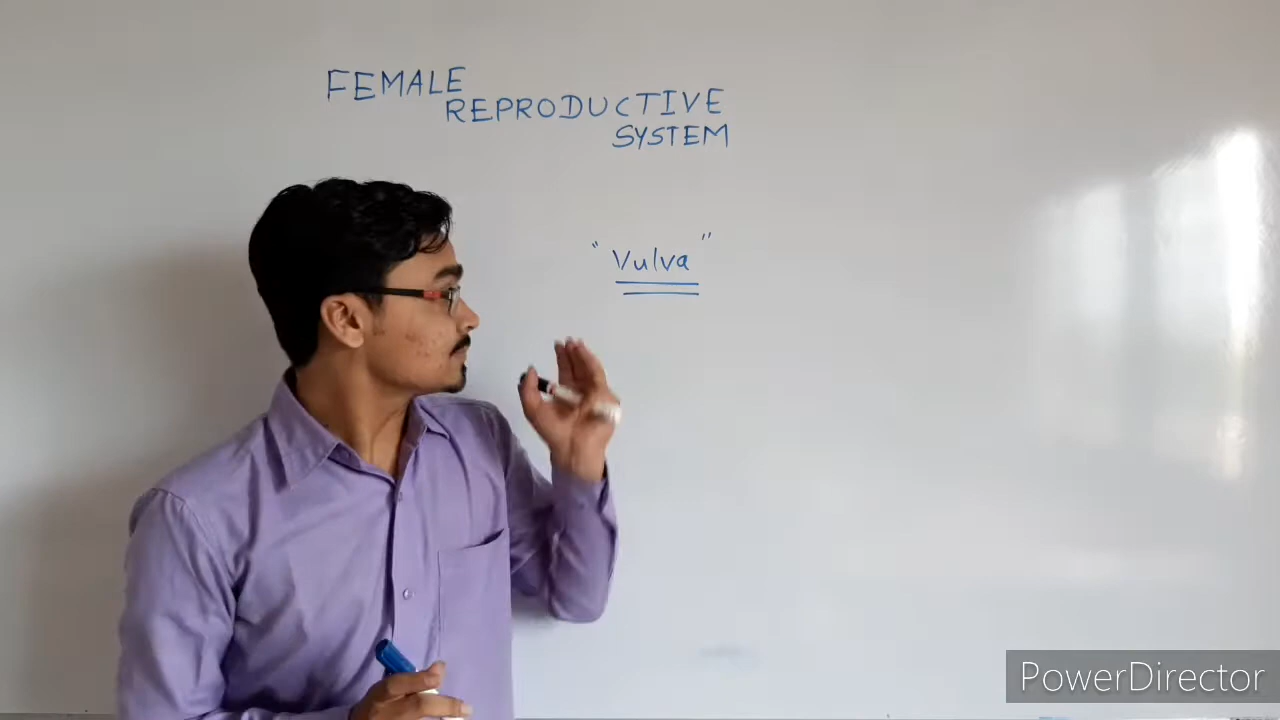 FEMALE
REPRODUCTIVE
SYSTEM
"Vulva"
PowerDirector